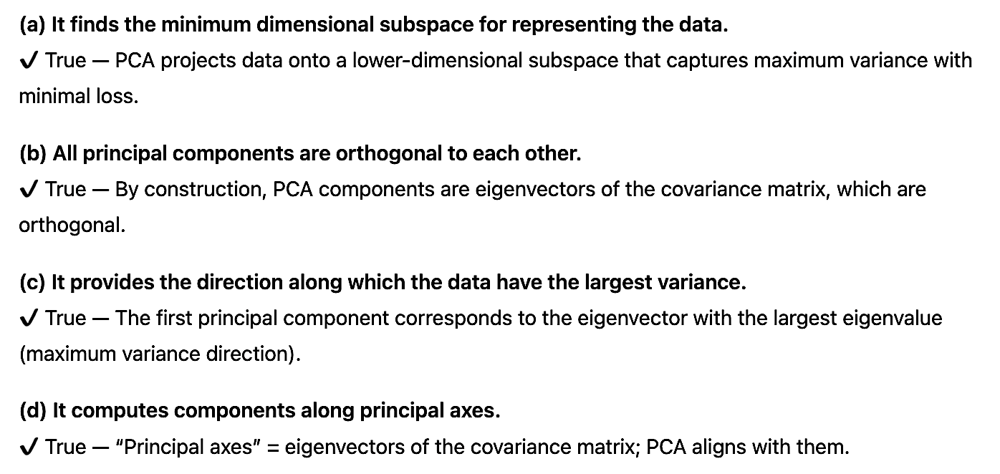 (a) It finds the minimum dimensional subspace for representing the data.
✓ True — PCA projects data onto a lower-dimensional subspace that captures maximum variance with
minimal loss.
(b) All principal components are orthogonal to each other.
✓ True — By construction, PCA components are eigenvectors of the covariance matrix, which are
orthogonal.
(c) It provides the direction along which the data have the largest variance.
✓ True — The first principal component corresponds to the eigenvector with the largest eigenvalue
(maximum variance direction).
(d) It computes components along principal axes.
✓ True — “Principal axes” = eigenvectors of the covariance matrix; PCA aligns with them.